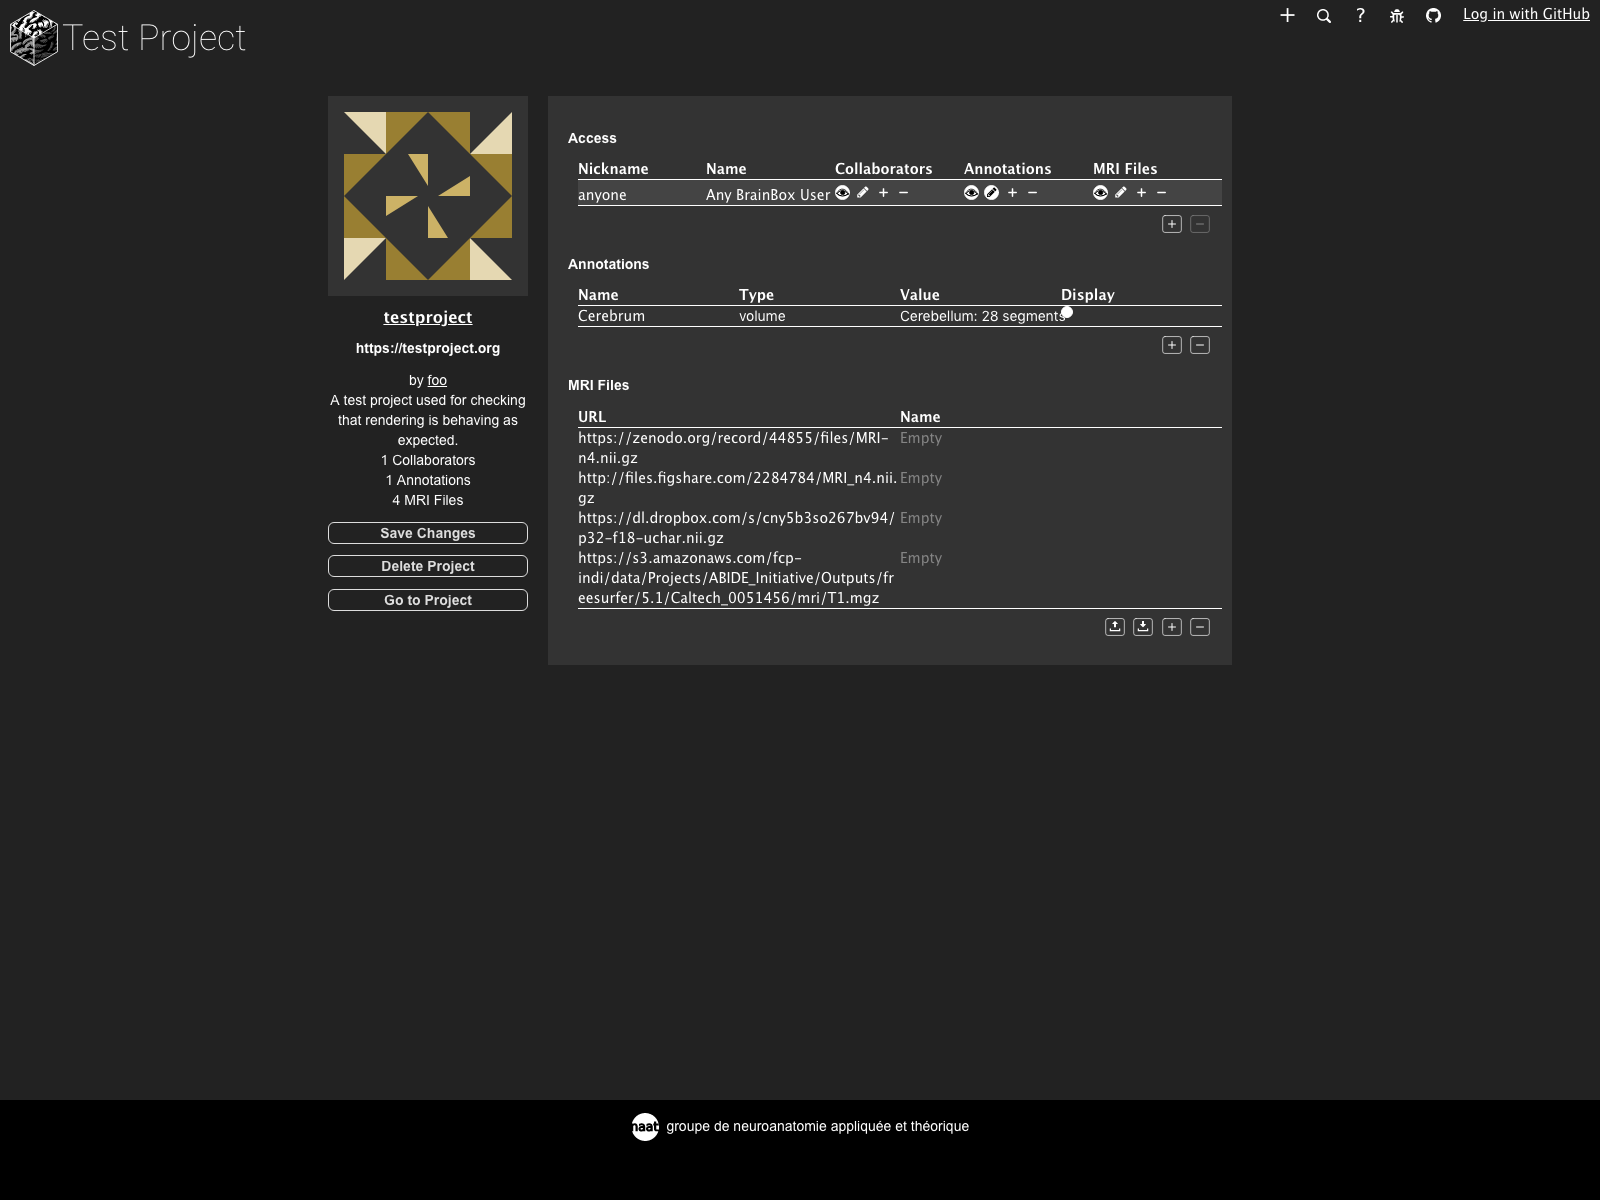 Test Project
? Log in with GitHub
testproject
https://testproject.org
by foo
A test project used for checking
that rendering is behaving as
expected.
1 Collaborators
1 Annotations
4 MRI Files
Save Changes
Delete Project
Go to Project
Access
Nickname Name Collaborators Annotations MRI Files
anyone Any BrainBox User
Annotations
Name Type Value Display
Cerebrum volume Cerebellum: 28 segments
MRI Files
URL Name
https://zenodo.org/record/44855/files/MRI- Empty
n4.nii.gz
http://files.figshare.com/2284784/MRI_n4.nii. Empty
gz
https://dl.dropbox.com/s/cny5b3so267bv94/ Empty
p32-f18-uchar.nii.gz
https://s3.amazonaws.com/fcp- Empty
indi/data/Projects/ABIDE_Initiative/Outputs/fr
eesurfer/5.1/Caltech_0051456/mri/T1.mgz
naat groupe de neuroanatomie appliquée et théorique